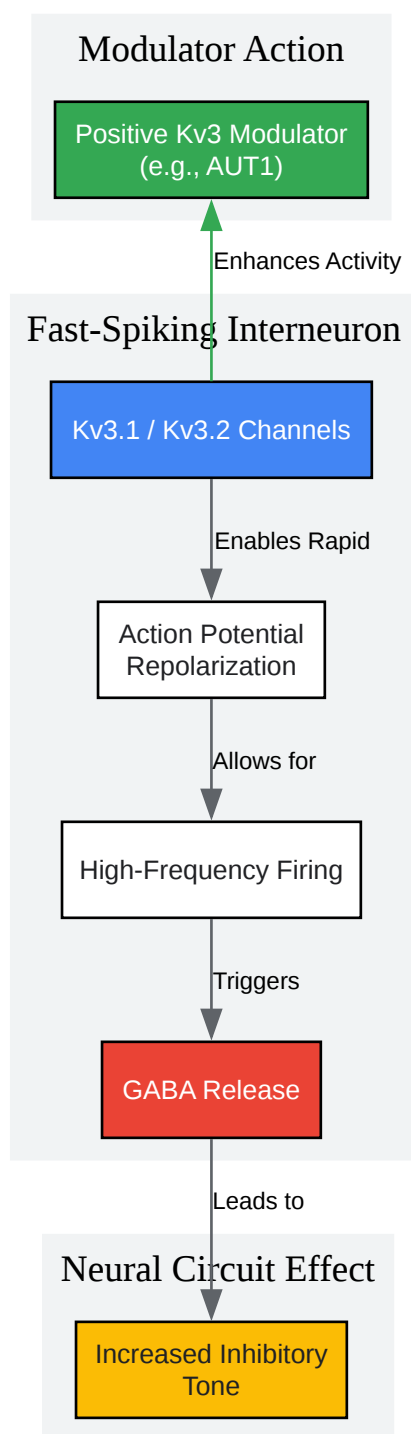 Modulator Action
Positive Kv3 Modulator
(e.g., AUT1)
Enhances Activity
Fast-Spiking Interneuron
Kv3.1 / Kv3.2 Channels
Enables Rapid
Action Potential
Repolarization
Allows for
High-Frequency Firing
Triggers
GABA Release
Leads to
Neural Circuit Effect
Increased Inhibitory
Tone